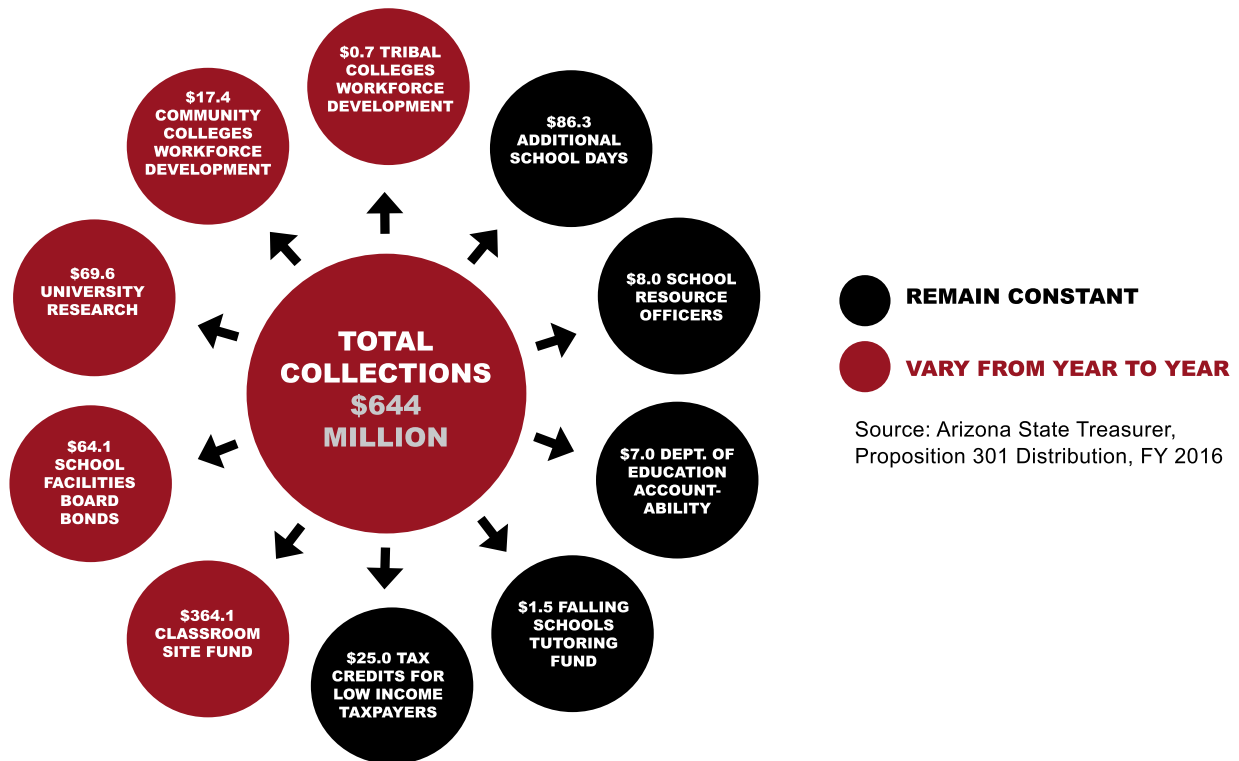 $0.7 TRIBAL
COLLEGES
WORKFORCE
DEVELOPMENT
$86.3
ADDITIONAL
SCHOOL DAYS
$8.0 SCHOOL
RESOURCE
OFFICERS
$7.0 DEPT. OF
EDUCATION
ACCOUNT-
ABILITY
$1.5 FALLING
SCHOOLS
TUTORING
FUND
$25.0 TAX
CREDITS FOR
LOW INCOME
TAXPAYERS
$364.1
CLASSROOM
SITE FUND
$64.1
SCHOOL
FACILITIES
BOARD
BONDS
$69.6
UNIVERSITY
RESEARCH
$17.4
COMMUNITY
COLLEGES
WORKFORCE
DEVELOPMENT
TOTAL
COLLECTIONS
$644
MILLION
REMAIN CONSTANT
VARY FROM YEAR TO YEAR
Source: Arizona State Treasurer,
Proposition 301 Distribution, FY 2016